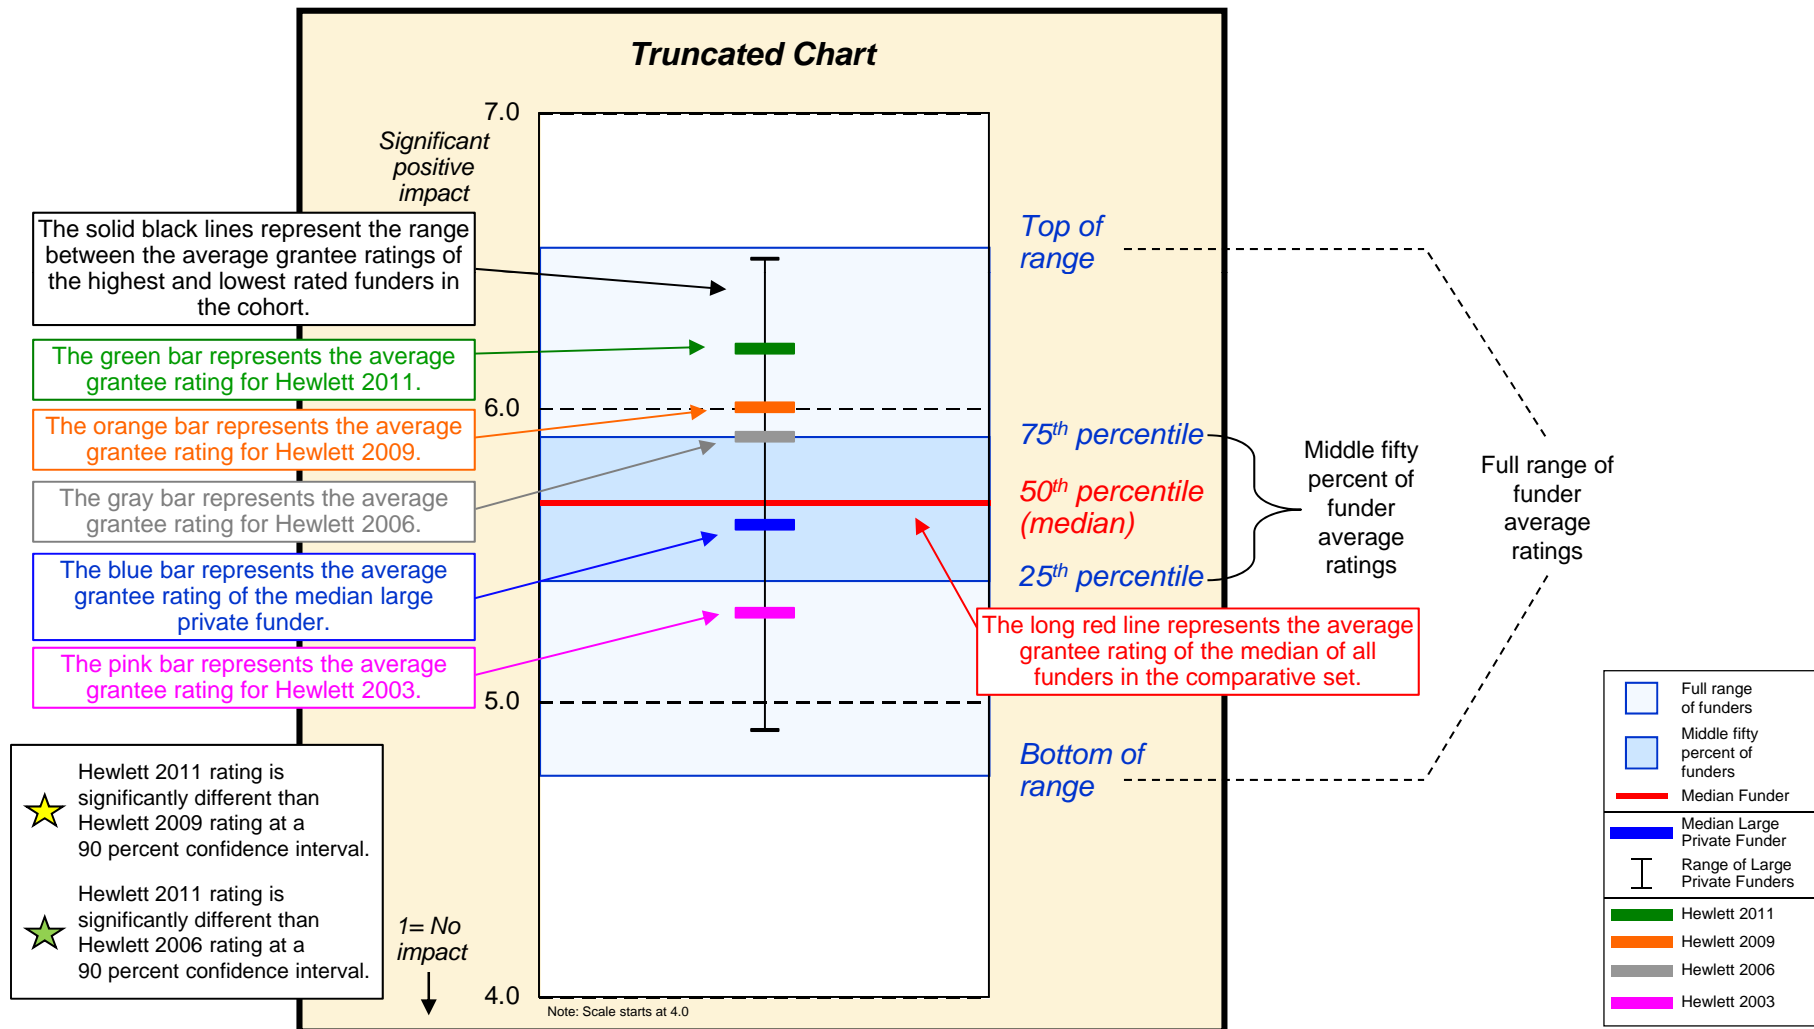 Truncated Chart
7.0
Significant
positive
impact
The solid black lines represent the range
between the average grantee ratings of
the highest and lowest rated funders in
the cohort.
The green bar represents the average
grantee rating for Hewlett 2011.
6.0
The orange bar represents the average
grantee rating for Hewlett 2009.
The gray bar represents the average
grantee rating for Hewlett 2006.
The blue bar represents the average
grantee rating of the median large
private funder.
The pink bar represents the average
grantee rating for Hewlett 2003.
5.0
Top of
range
75th percentile
50th percentile
(median)
25th percentile
Middle fifty
percent of
funder
average
ratings
Full range of
funder
average
ratings
The long red line represents the average
grantee rating of the median of all
funders in the comparative set.
Bottom of
range
Hewlett 2011 rating is
significantly different than
Hewlett 2009 rating at a
90 percent confidence interval.
Hewlett 2011 rating is
significantly different than
Hewlett 2006 rating at a
90 percent confidence interval.
1= No
impact
4.0
Note: Scale starts at 4.0
Full range
of funders
Middle fifty
percent of
funders
Median Funder
Median Large
Private Funder
Range of Large
Private Funders
Hewlett 2011
Hewlett 2009
Hewlett 2006
Hewlett 2003